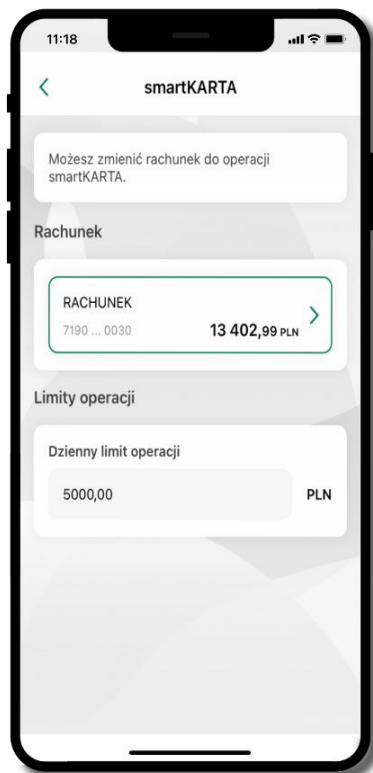 11:18
smartKARTA
Możesz zmienić rachunek do operacji
smartKARTA.
Rachunek
RACHUNEK
7190 ... 0030 13 402,99 PLN
Limity operacji
Dzienny limit operacji
5000,00 PLN